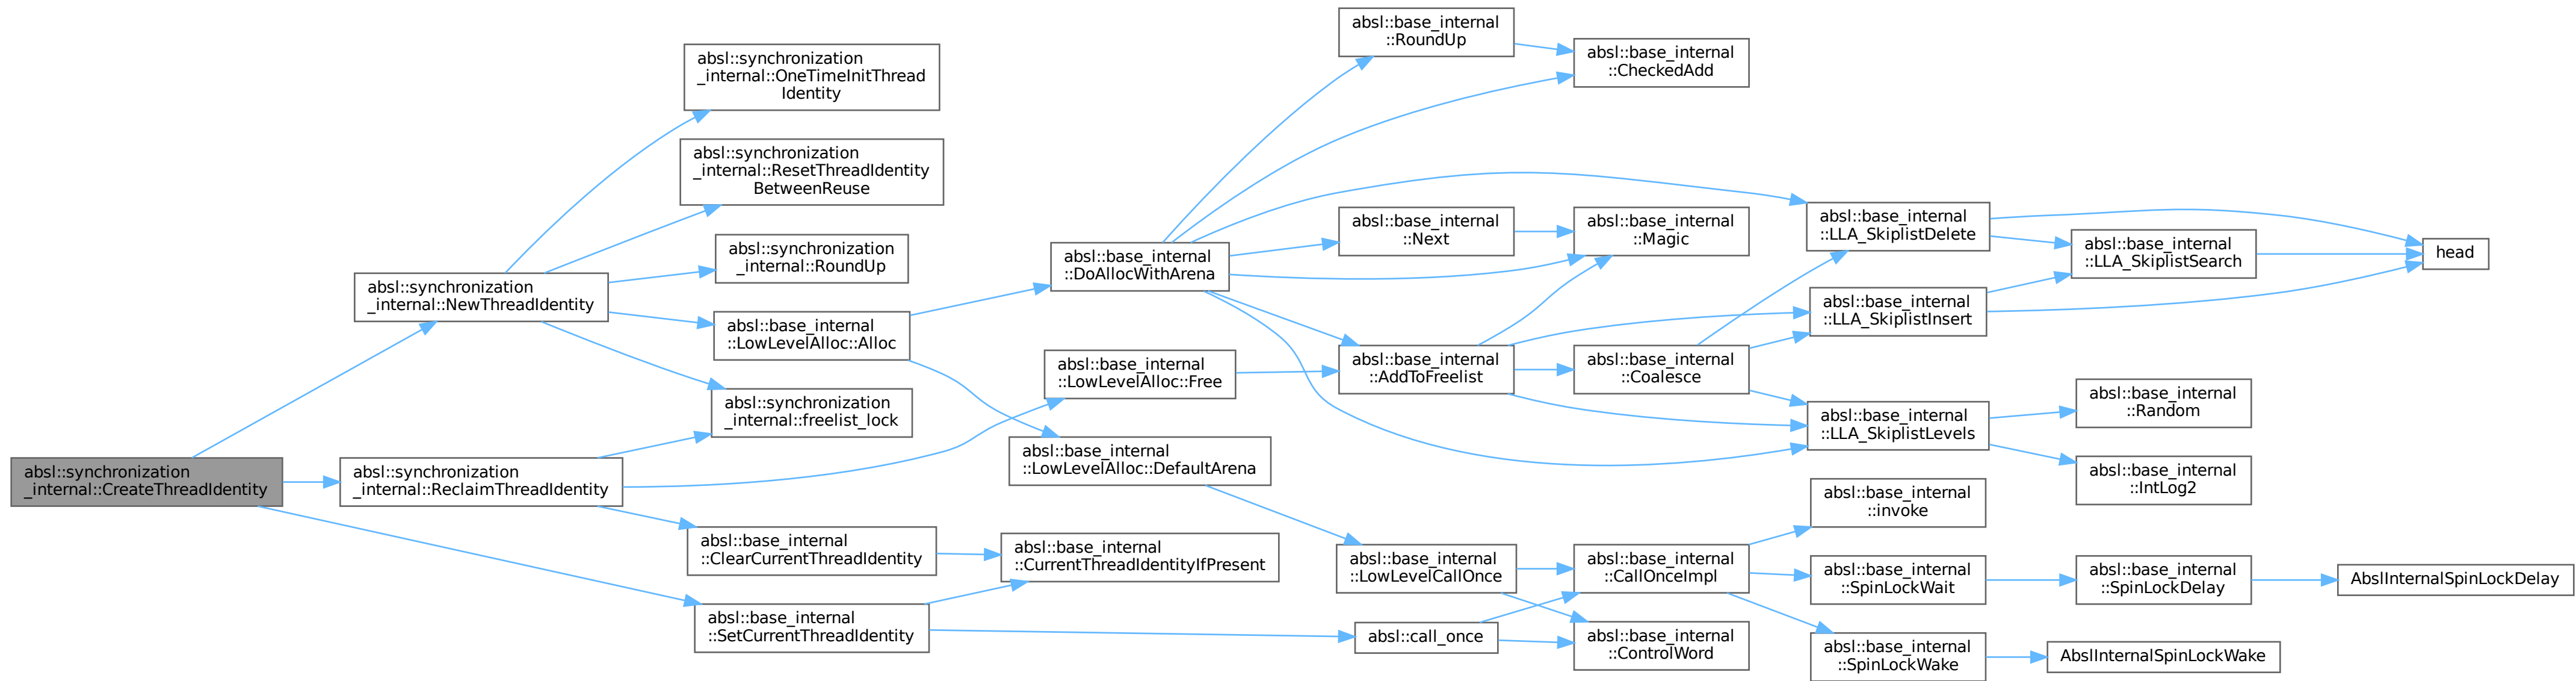 absl::synchronization
_internal::CreateThreadIdentity
absl::synchronization
_internal::NewThreadIdentity
absl::synchronization
_internal::ReclaimThreadIdentity
absl::synchronization
_internal::OneTimeInitThread
Identity
absl::synchronization
_internal::ResetThreadIdentity
BetweenReuse
absl::synchronization
_internal::RoundUp
absl::base_internal
::LowLevelAlloc::Alloc
absl::synchronization
_internal::freelist_lock
absl::base_internal
::ClearCurrentThreadIdentity
absl::base_internal
::SetCurrentThreadIdentity
absl::base_internal
::DoAllocWithArena
absl::base_internal
::LowLevelAlloc::Free
absl::base_internal
::LowLevelAlloc::DefaultArena
absl::base_internal
::CurrentThreadIdentityIfPresent
absl::base_internal
::RoundUp
absl::base_internal
::Next
absl::base_internal
::AddToFreelist
absl::base_internal
::LowLevelCallOnce
absl::call_once
absl::base_internal
::CheckedAdd
absl::base_internal
::Magic
absl::base_internal
::Coalesce
absl::base_internal
::CallOnceImpl
absl::base_internal
::ControlWord
absl::base_internal
::LLA_SkiplistDelete
absl::base_internal
::LLA_SkiplistInsert
absl::base_internal
::LLA_SkiplistLevels
absl::base_internal
::invoke
absl::base_internal
::SpinLockWait
absl::base_internal
::SpinLockWake
absl::base_internal
::LLA_SkiplistSearch
absl::base_internal
::Random
absl::base_internal
::IntLog2
absl::base_internal
::SpinLockDelay
AbslInternalSpinLockWake
head
AbslInternalSpinLockDelay